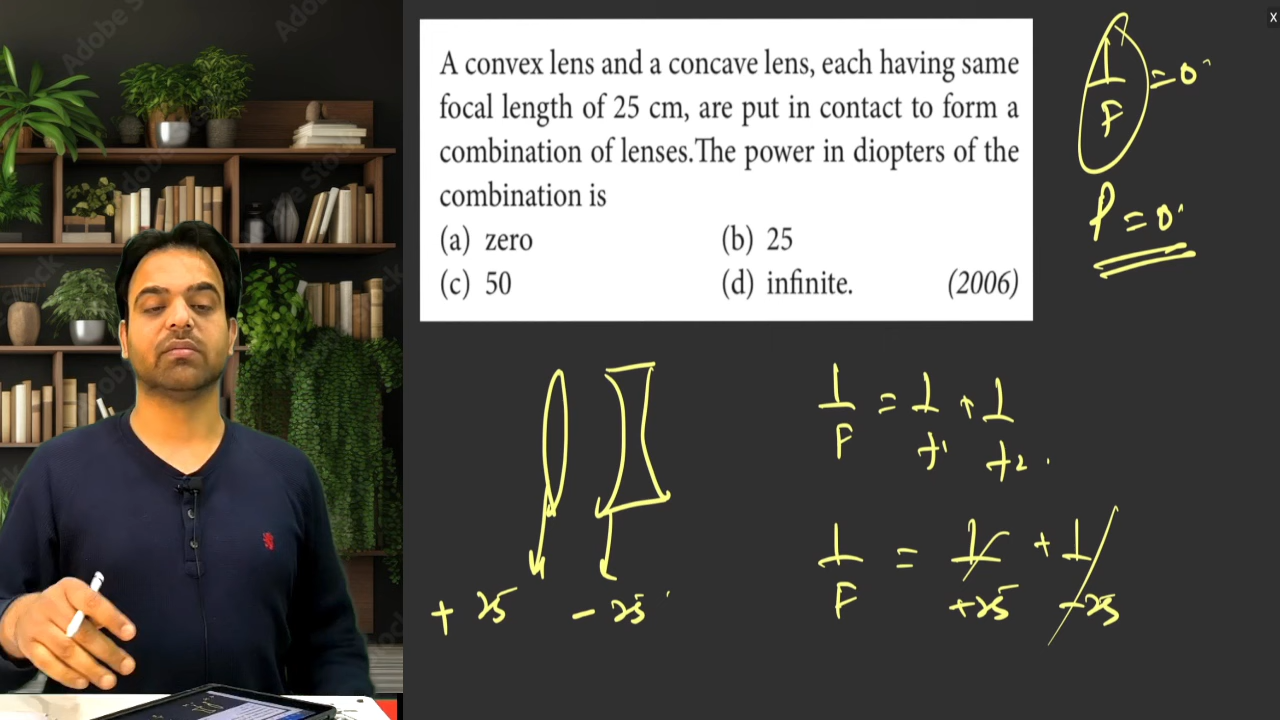 A convex lens and a concave lens, each having same
focal length of 25 cm, are put in contact to form a
combination of lenses.The power in diopters of the
combination is
(a) zero (b) 25
(c) 50 (d) infinite. (2006)
1/F = 0
P = 0
+ 25 - 25
1/F = 1/f1 + 1/f2
1/F = 1/+25 + 1/-25
x
Adobe Stock